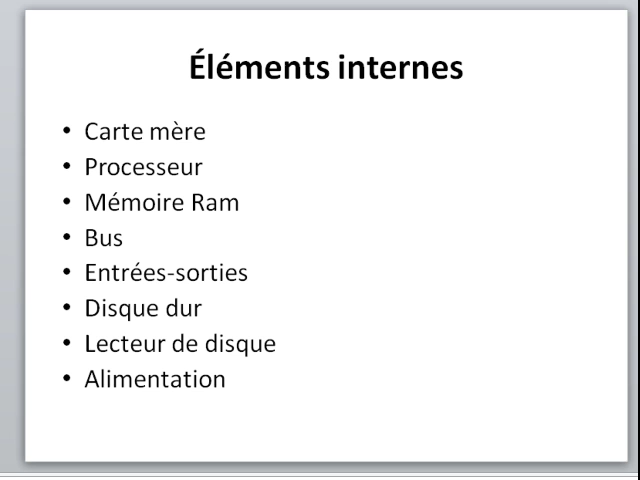 Éléments internes
• Carte mère
• Processeur
• Mémoire Ram
• Bus
• Entrées-sorties
• Disque dur
• Lecteur de disque
• Alimentation